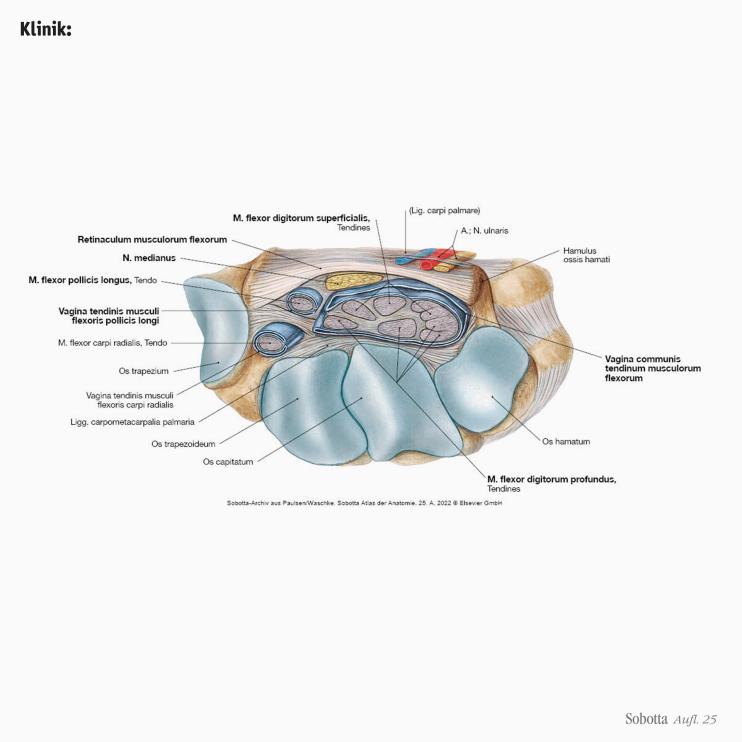 Klinik:
(Lig. carpi palmare)
M. flexor digitorum superficialis,
Tendines
A.; N. ulnaris
Retinaculum musculorum flexorum
Hamulus
ossis hamati
N. medianus
M. flexor pollicis longus, Tendo
Vagina tendinis musculi
flexoris pollicis longi
M. flexor carpi radialis, Tendo
Vagina communis
tendinum musculorum
flexorum
Os trapezium
Vagina tendinis musculi
flexoris carpi radialis
Ligg. carpometacarpalia palmaria
Os trapezoideum
Os hamatum
Os capitatum
M. flexor digitorum profundus,
Tendines
Sobotta-Archiv aus Paulsen/Waschke, Sobotta Atlas der Anatomie, 25. A. 2022 © Elsevier GmbH
Sobotta Aufl. 25